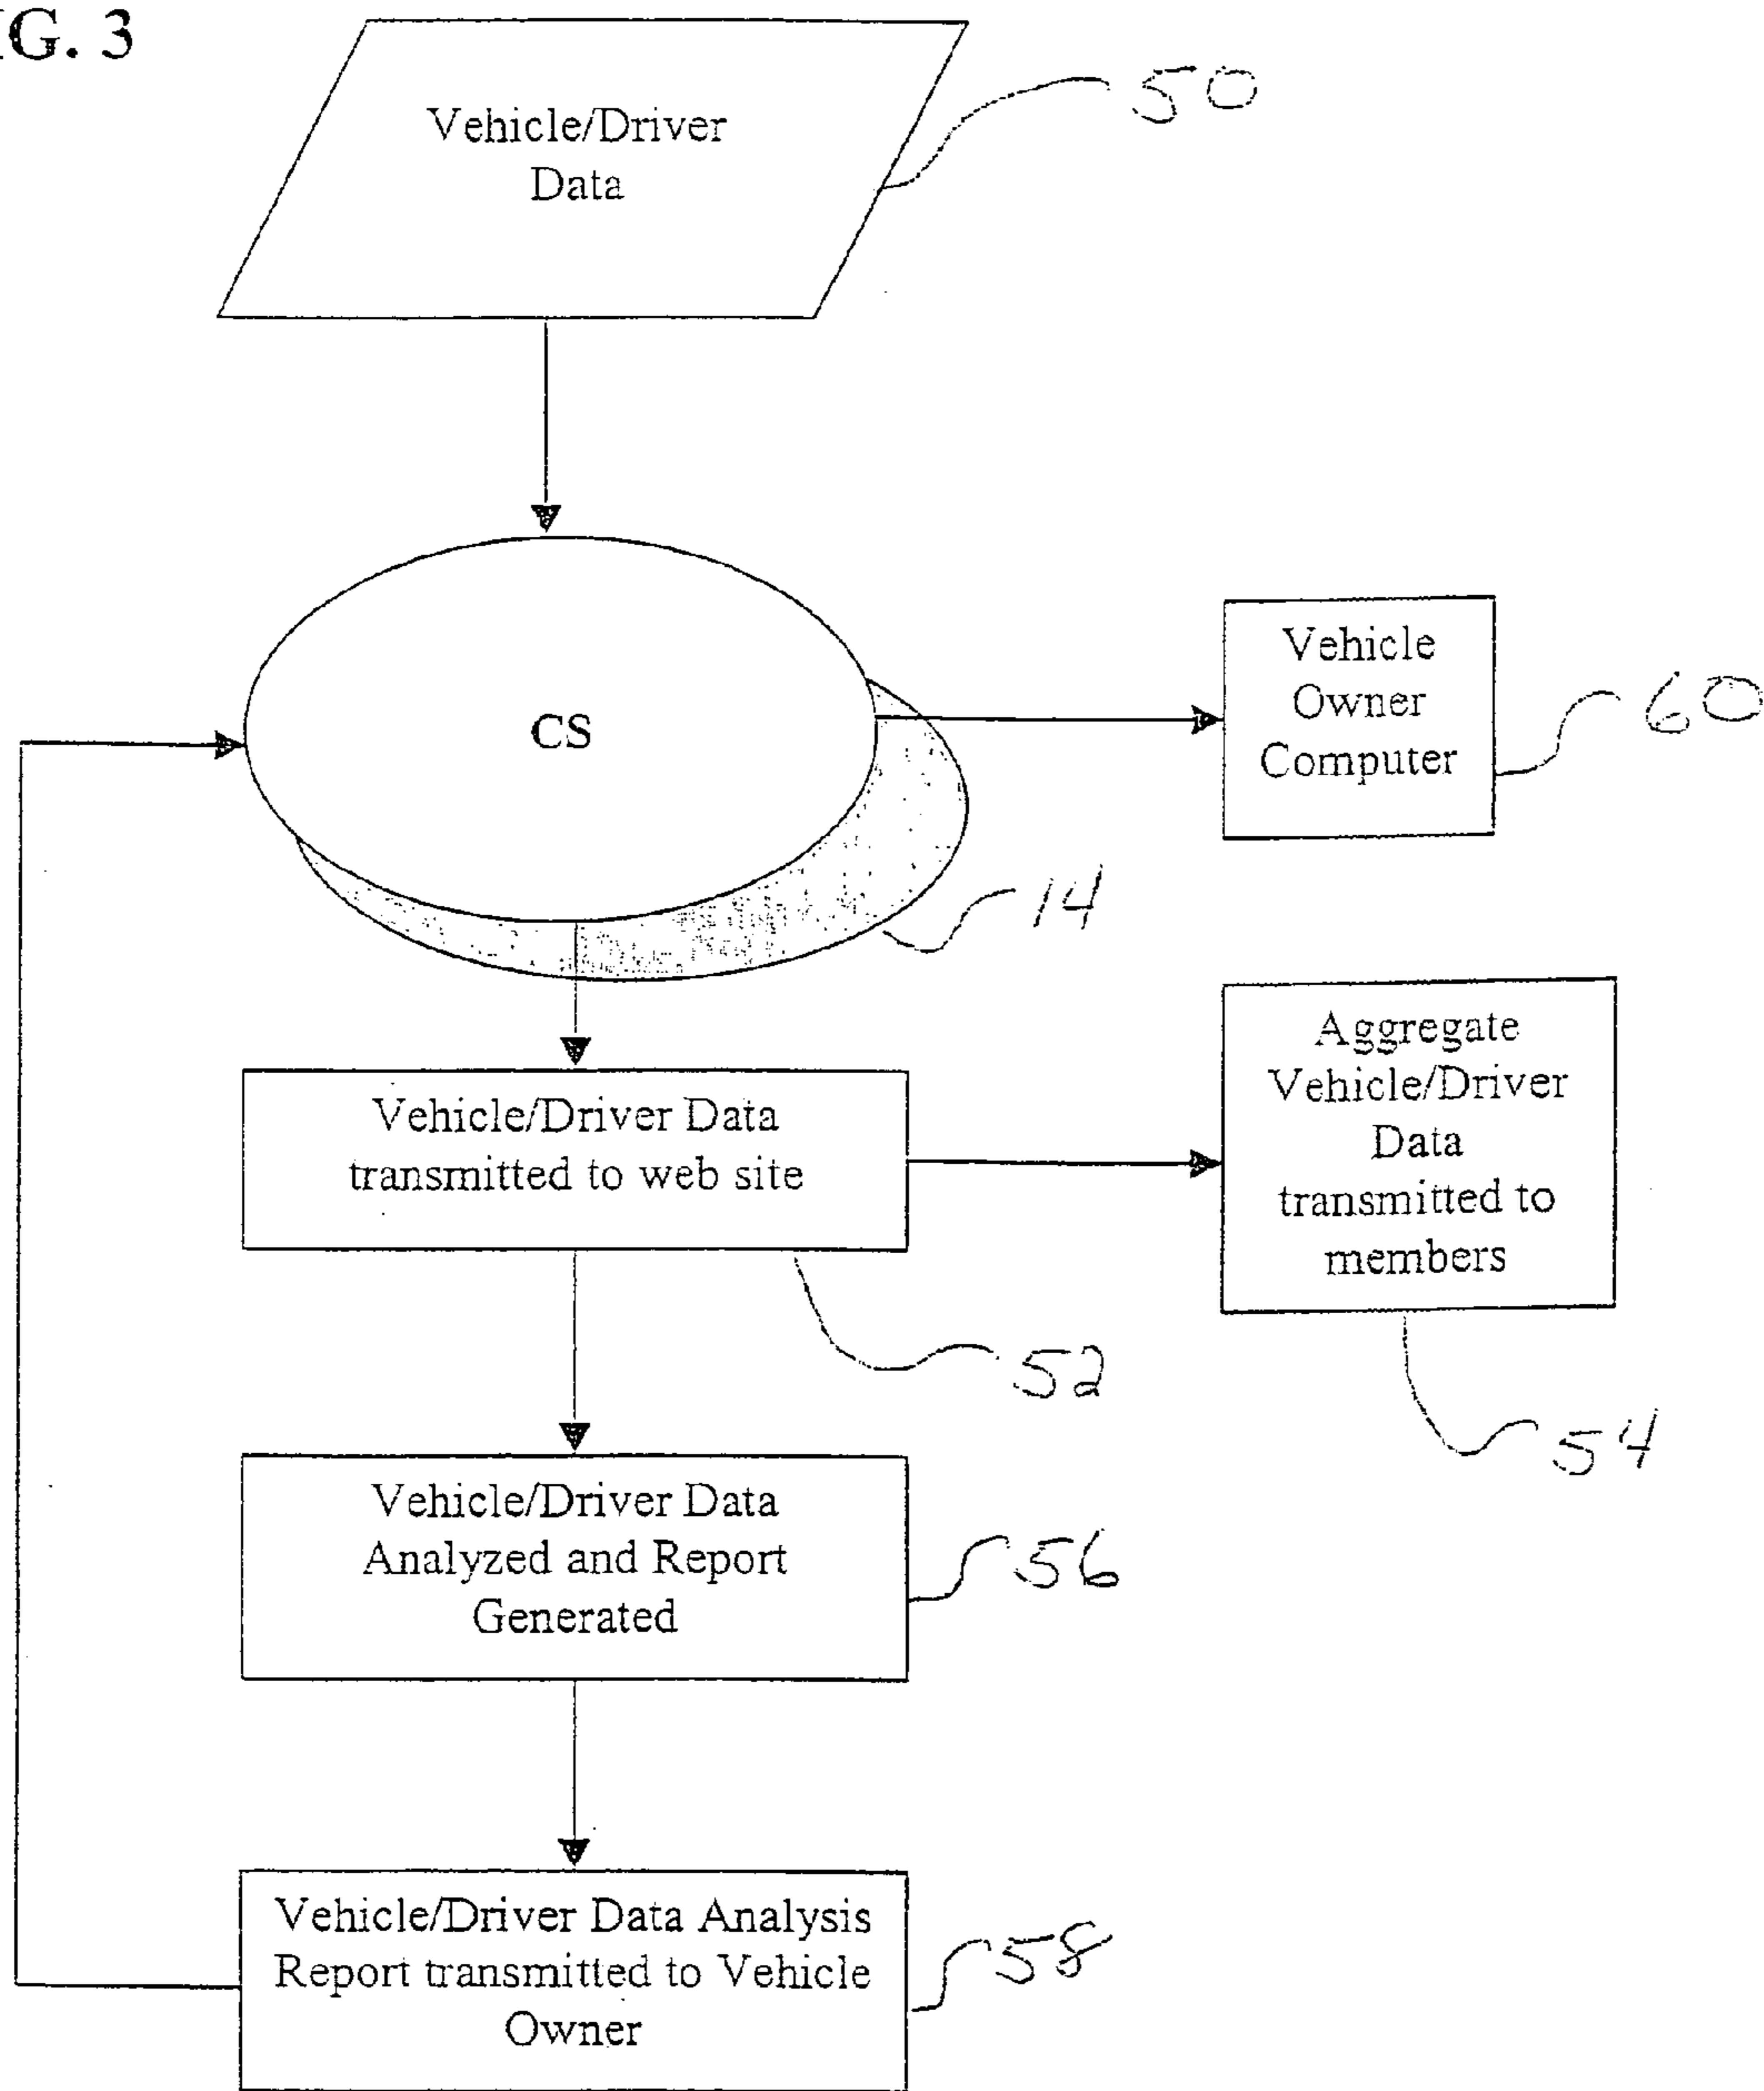 IG. 3
Vehicle/Driver
Data
50
CS
Vehicle
Owner
Computer
60
14
Vehicle/Driver Data
transmitted to web site
Aggregate
Vehicle/Driver
Data
transmitted to
members
52
54
Vehicle/Driver Data
Analyzed and Report
Generated
56
Vehicle/Driver Data Analysis
Report transmitted to Vehicle
Owner
58